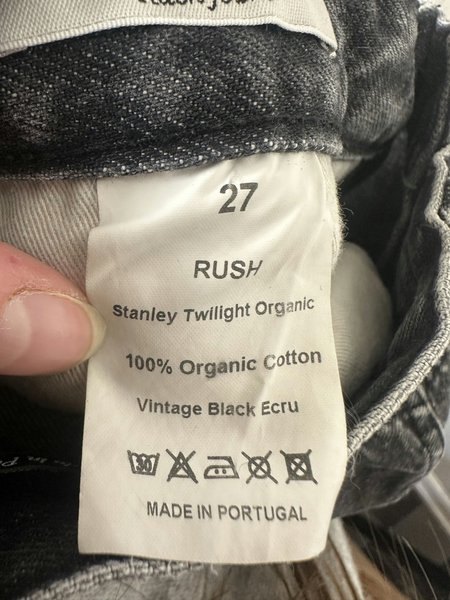 27
RUSH
Stanley Twilight Organic
100% Organic Cotton
Vintage Black Ecru
30
MADE IN PORTUGAL